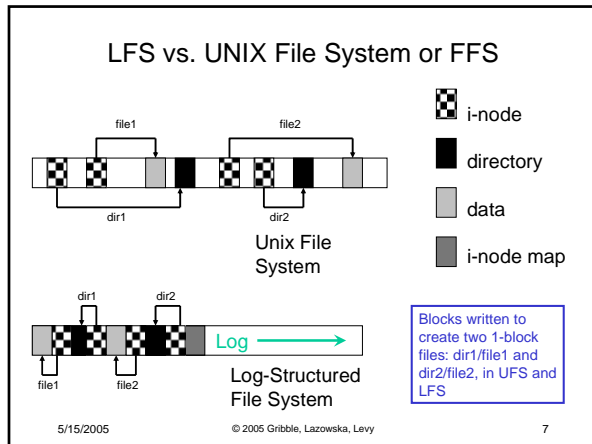 LFS vs. UNIX File System or FFS
file1
file2
dir1
dir2
Unix File
System
i-node
directory
data
i-node map
dir1
dir2
file1
file2
Log
Log-Structured
File System
Blocks written to
create two 1-block
files: dir1/file1 and
dir2/file2, in UFS and
LFS
5/15/2005
© 2005 Gribble, Lazowska, Levy
7